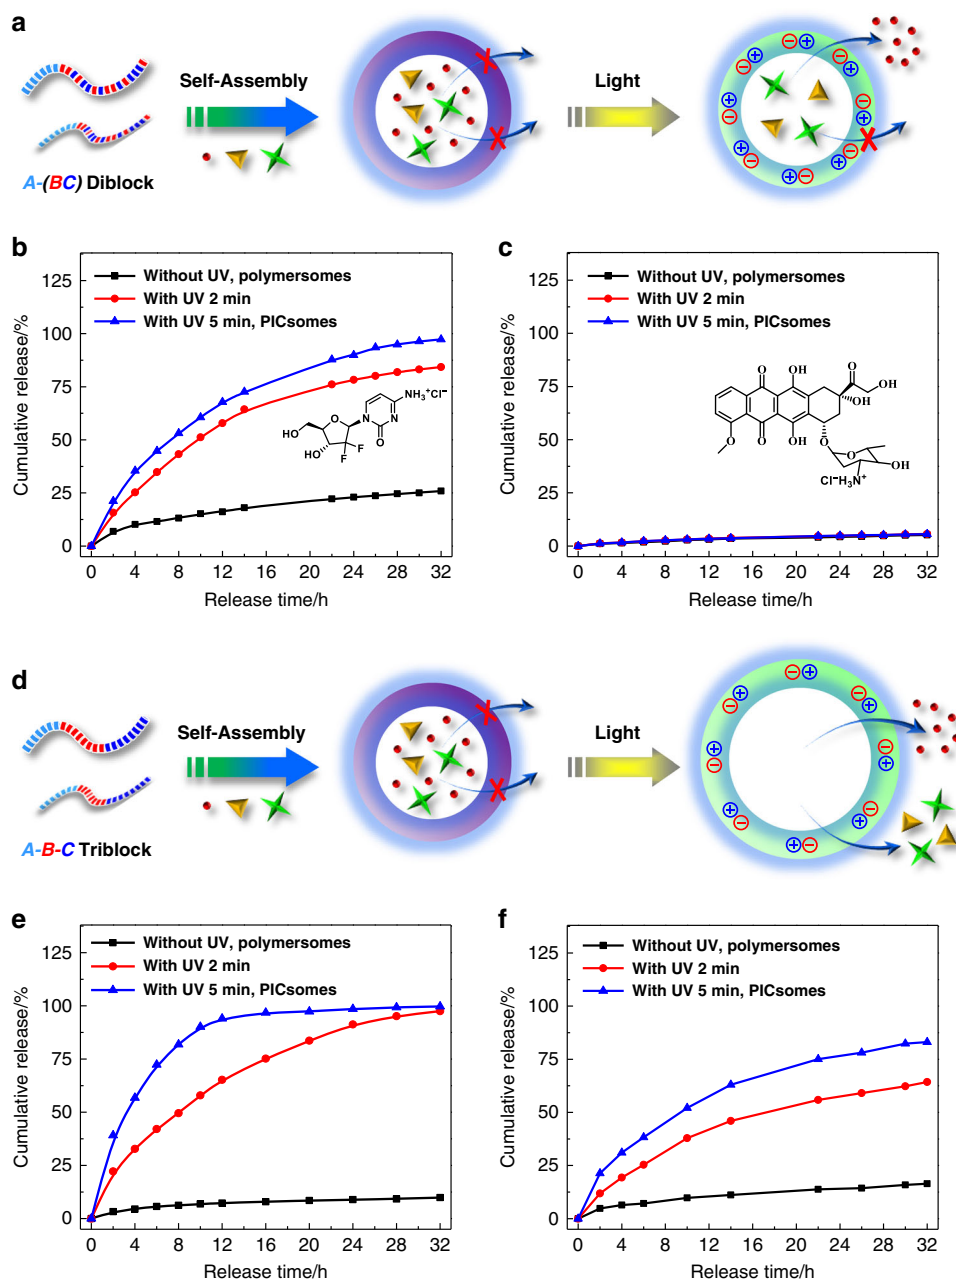 a
Self-Assembly
Light
A-(BC) Diblock
b
Without UV, polymersomes
With UV 2 min
With UV 5 min, PICsomes
Cumulative release/%
125
100
75
50
25
0
NH₃⁺Cl⁻
N
N
O
O
HO
HO
F
F
0 4 8 12 16 20 24 28 32
Release time/h
c
Without UV, polymersomes
With UV 2 min
With UV 5 min, PICsomes
Cumulative release/%
125
100
75
50
25
0
O OH O
OH
OH
O
O OH
O
O
OH
Cl⁻H₃N⁺
0 4 8 12 16 20 24 28 32
Release time/h
d
Self-Assembly
Light
A-B-C Triblock
e
Without UV, polymersomes
With UV 2 min
With UV 5 min, PICsomes
Cumulative release/%
125
100
75
50
25
0
0 4 8 12 16 20 24 28 32
Release time/h
f
Without UV, polymersomes
With UV 2 min
With UV 5 min, PICsomes
Cumulative release/%
125
100
75
50
25
0
0 4 8 12 16 20 24 28 32
Release time/h